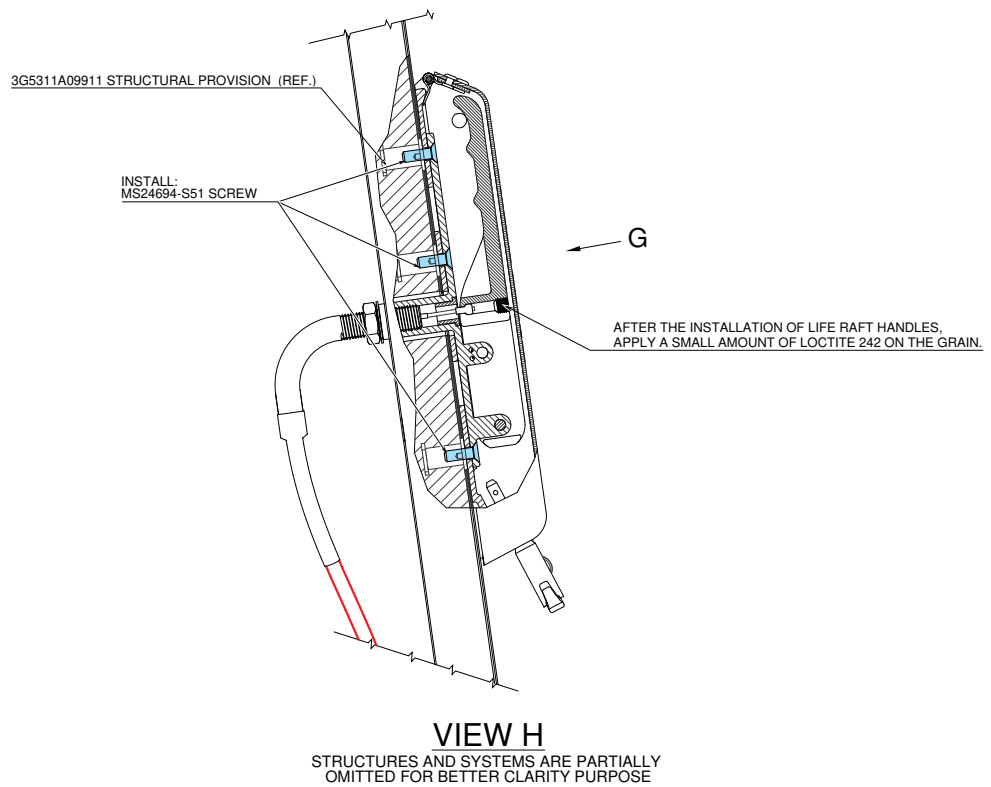 3G5311A09911 STRUCTURAL PROVISION (REF.)
INSTALL:
MS24694-S51 SCREW
G
AFTER THE INSTALLATION OF LIFE RAFT HANDLES,
APPLY A SMALL AMOUNT OF LOCTITE 242 ON THE GRAIN.
VIEW H
STRUCTURES AND SYSTEMS ARE PARTIALLY
OMITTED FOR BETTER CLARITY PURPOSE